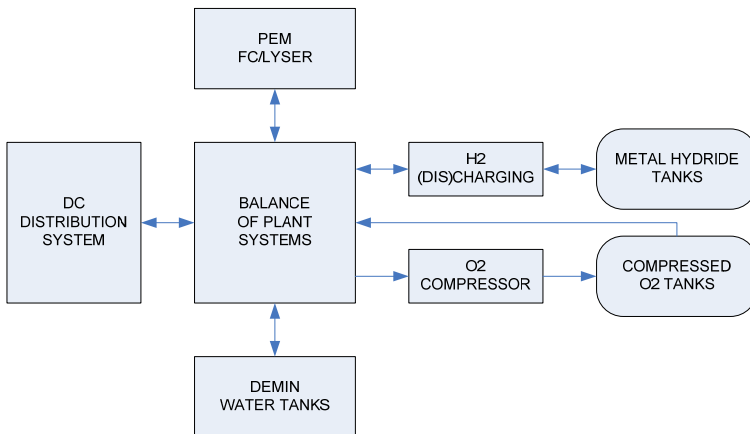 PEM
FC/LYSER
DC
DISTRIBUTION
SYSTEM
BALANCE
OF PLANT
SYSTEMS
H2
(DIS)CHARGING
METAL HYDRIDE
TANKS
O2
COMPRESSOR
COMPRESSED
O2 TANKS
DEMIN
WATER TANKS